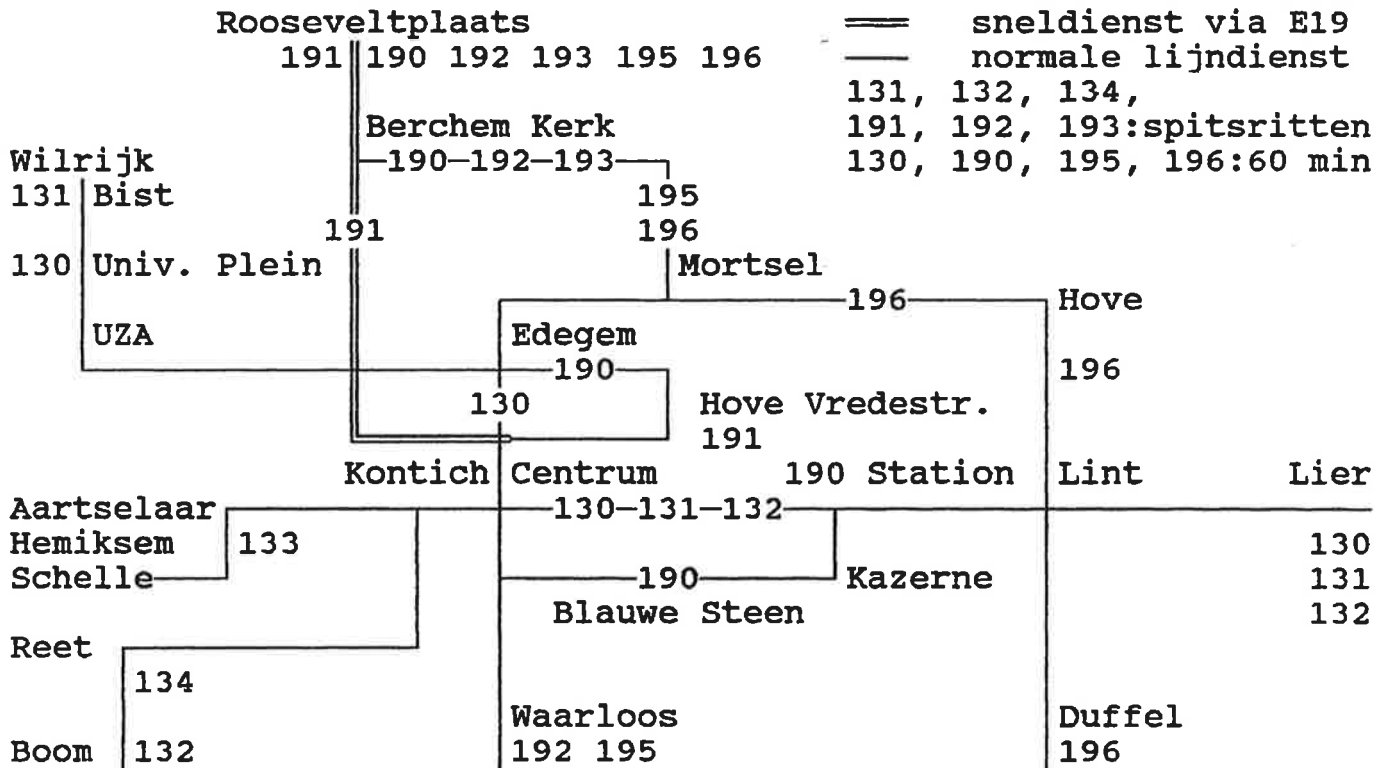 Rooseveltplaats
sneldienst via E19
191 190 192 193 195 196
normale lijndienst
131, 132, 134,
Berchem Kerk
191, 192, 193:spitsritten
Wilrijk
190 192 193
130, 190, 195, 196:60 min
131 Bist
195
191
196
130 Univ. Plein
Mortsel
196
Hove
UZA
Edegem
190
196
130
Hove Vredestr.
191
Kontich Centrum
190 Station
Lint
Lier
Aartselaar
130-131-132
Hemiksem
133
130
Schelle
190
Kazerne
131
Blauwe Steen
132
Reet
134
Waarloos
Duffel
Boom
132
192 195
196